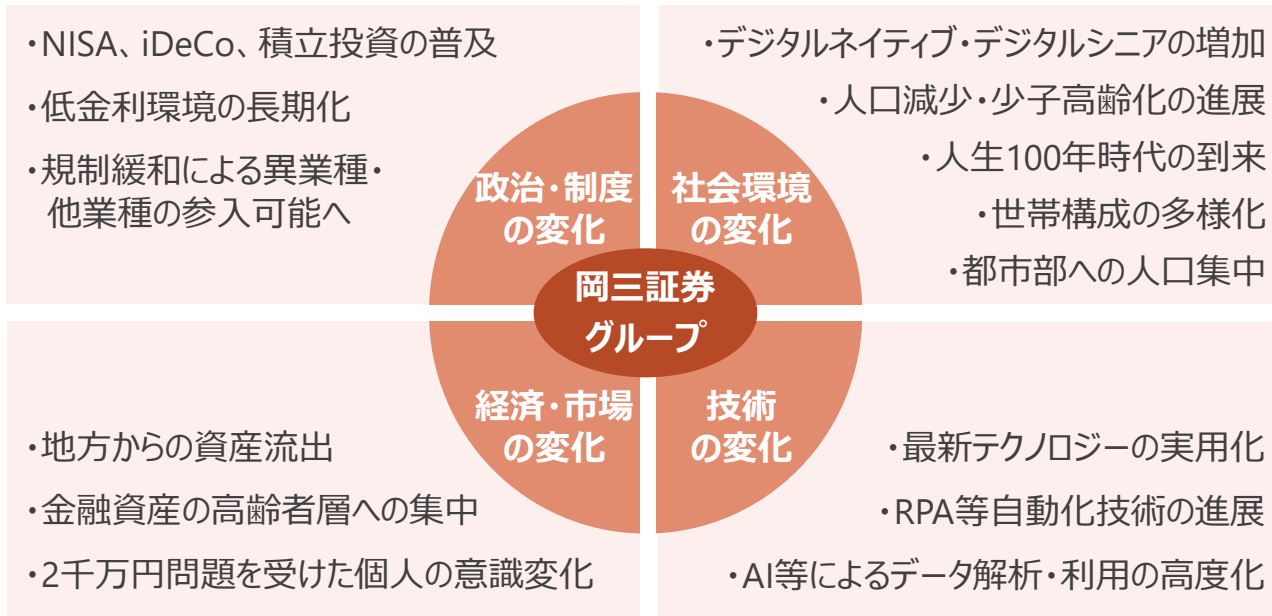 ・NISA、iDeCo、積立投資の普及
・低金利環境の長期化
・規制緩和による異業種・
他業種の参入可能へ
・デジタルネイティブ・デジタルシニアの増加
・人口減少・少子高齢化の進展
・人生100年時代の到来
・世帯構成の多様化
・都市部への人口集中
政治・制度
の変化
社会環境
の変化
岡三証券
グループ
経済・市場
の変化
技術
の変化
・地方からの資産流出
・金融資産の高齢者層への集中
・2千万円問題を受けた個人の意識変化
・最新テクノロジーの実用化
・RPA等自動化技術の進展
・AI等によるデータ解析・利用の高度化